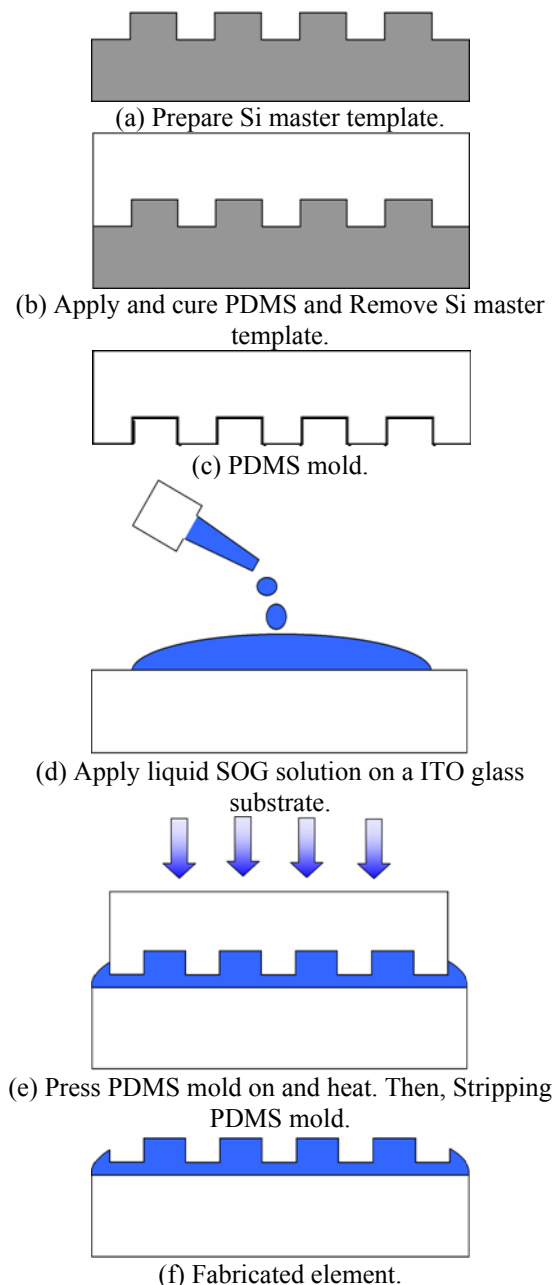 (a) Prepare Si master template.
(b) Apply and cure PDMS and Remove Si master
template.
(c) PDMS mold.
(d) Apply liquid SOG solution on a ITO glass
substrate.
(e) Press PDMS mold on and heat. Then, Stripping
PDMS mold.
(f) Fabricated element.